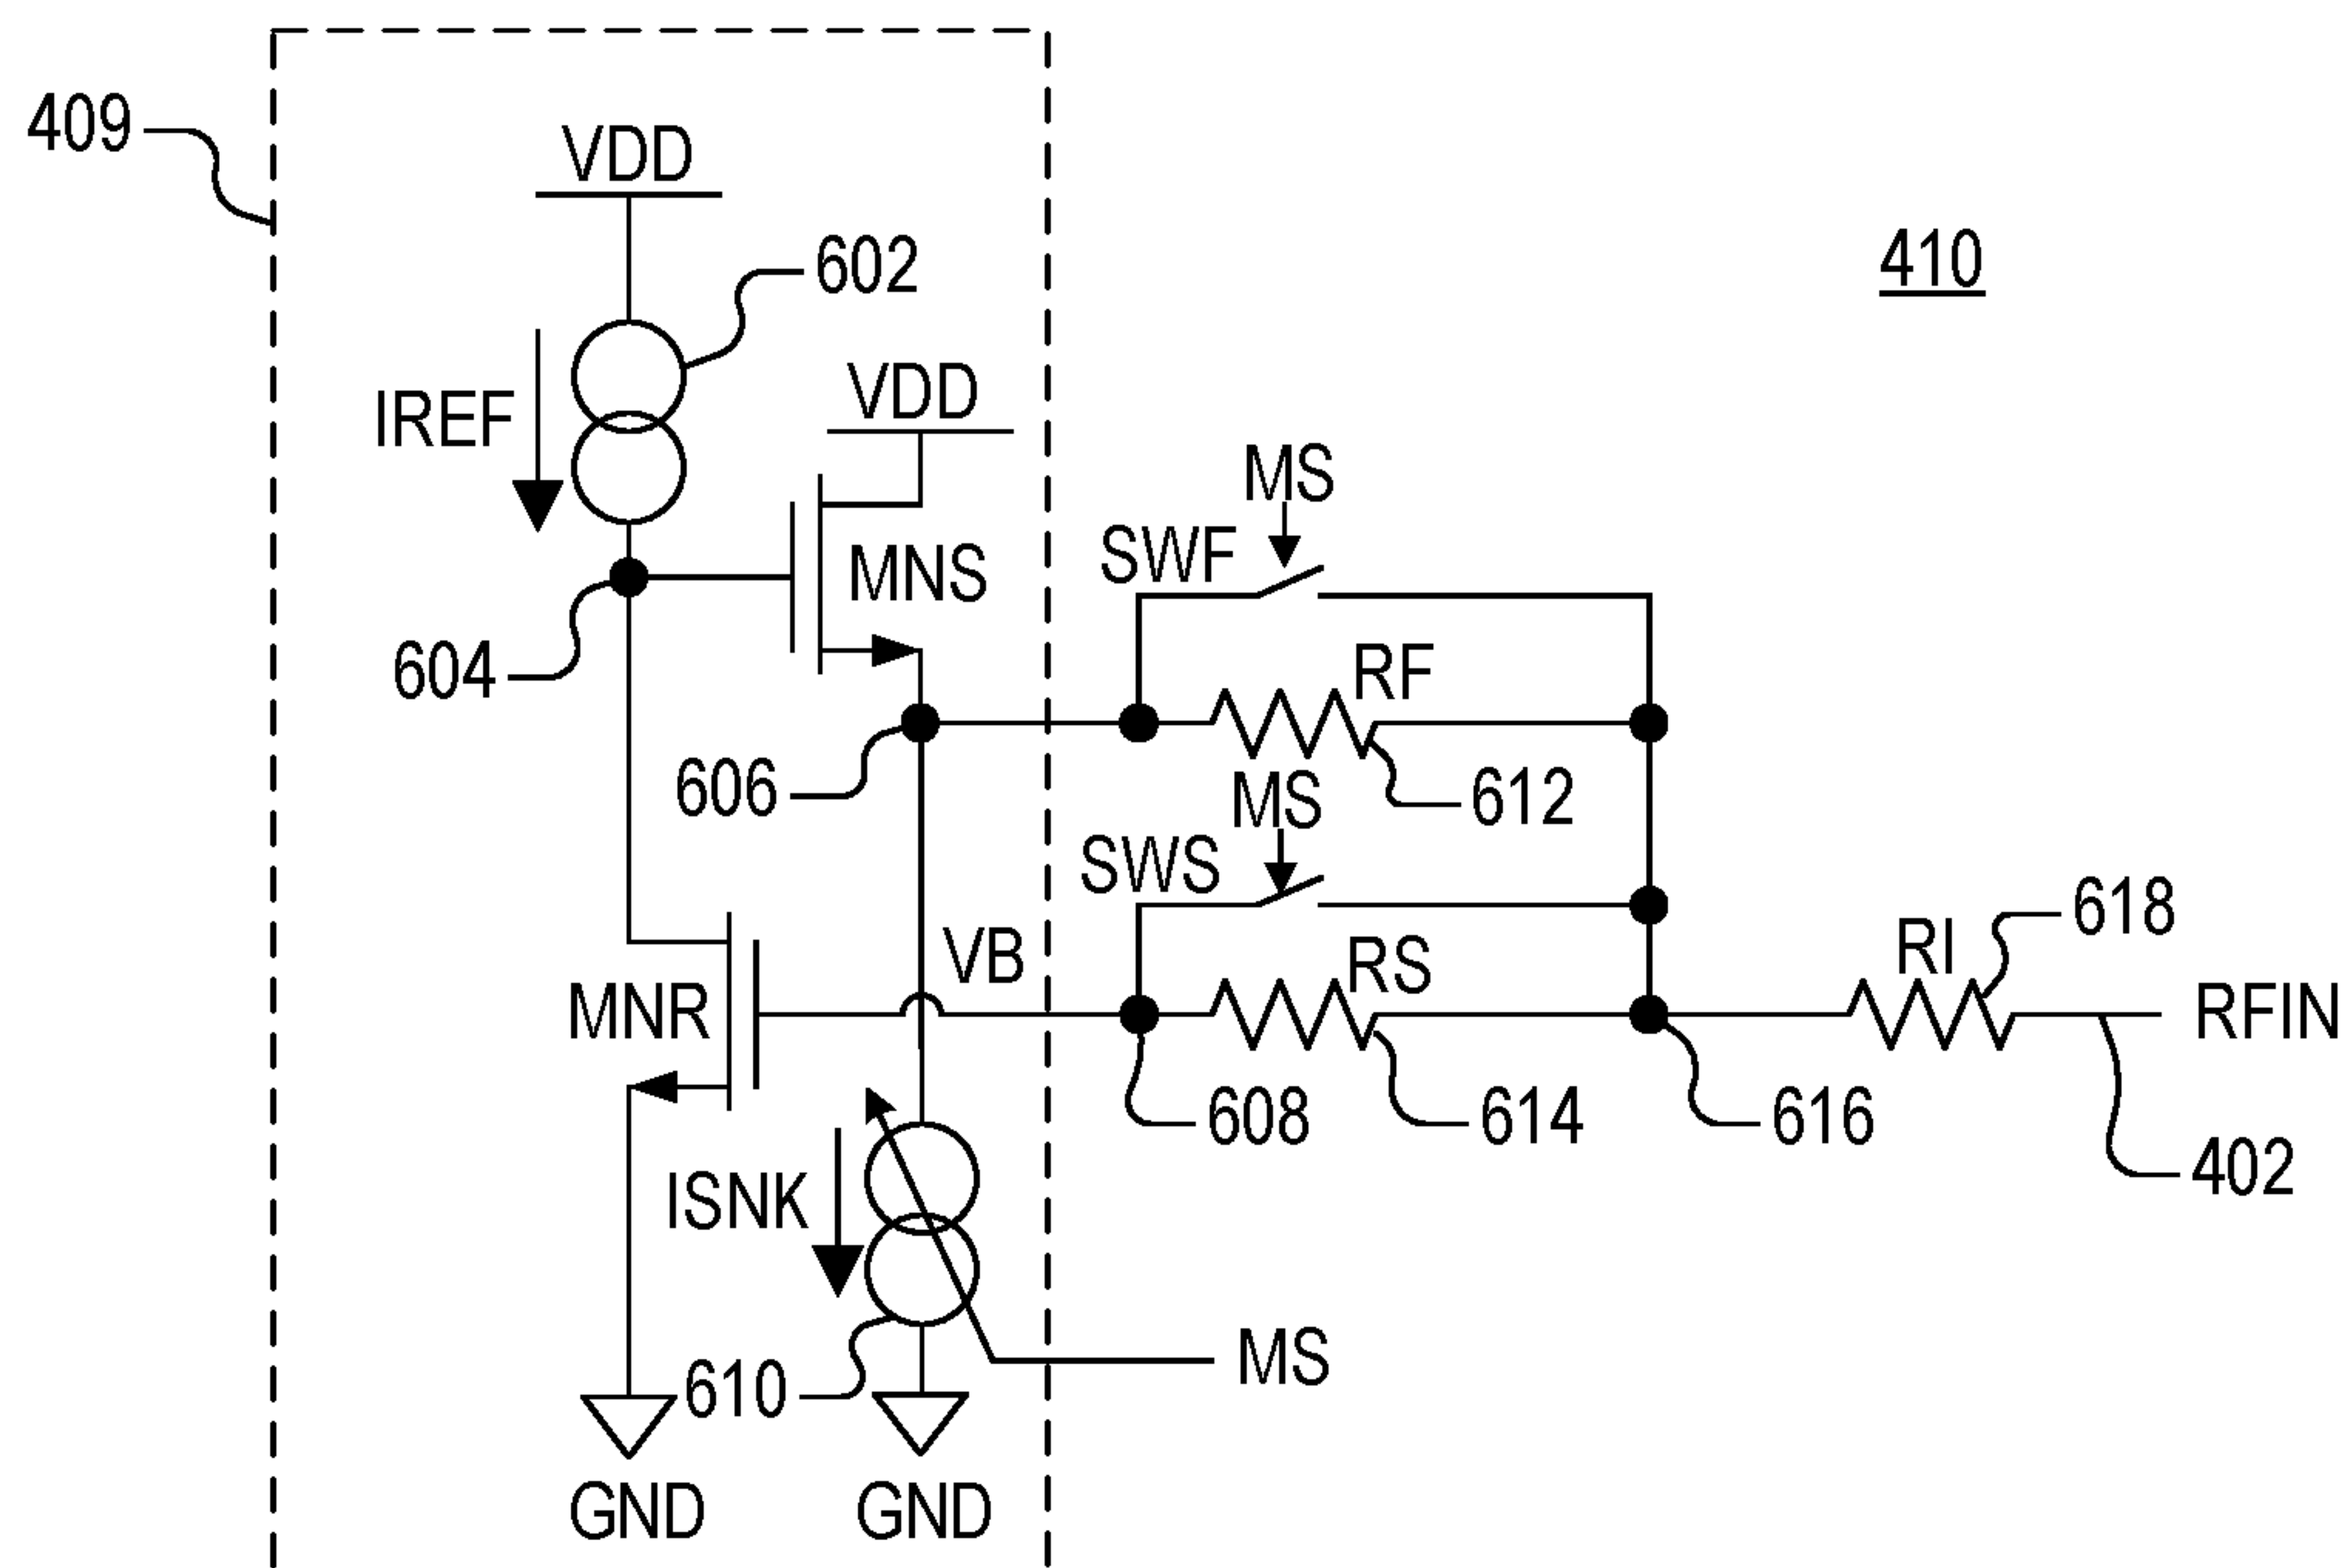 409
VDD
602
410
IREF
VDD
MS
SWF
MNS
604
RF
606
612
MS
SWS
618
VB
RS
RI
MNR
RFIN
608
614
616
ISNK
402
610
MS
GND
GND